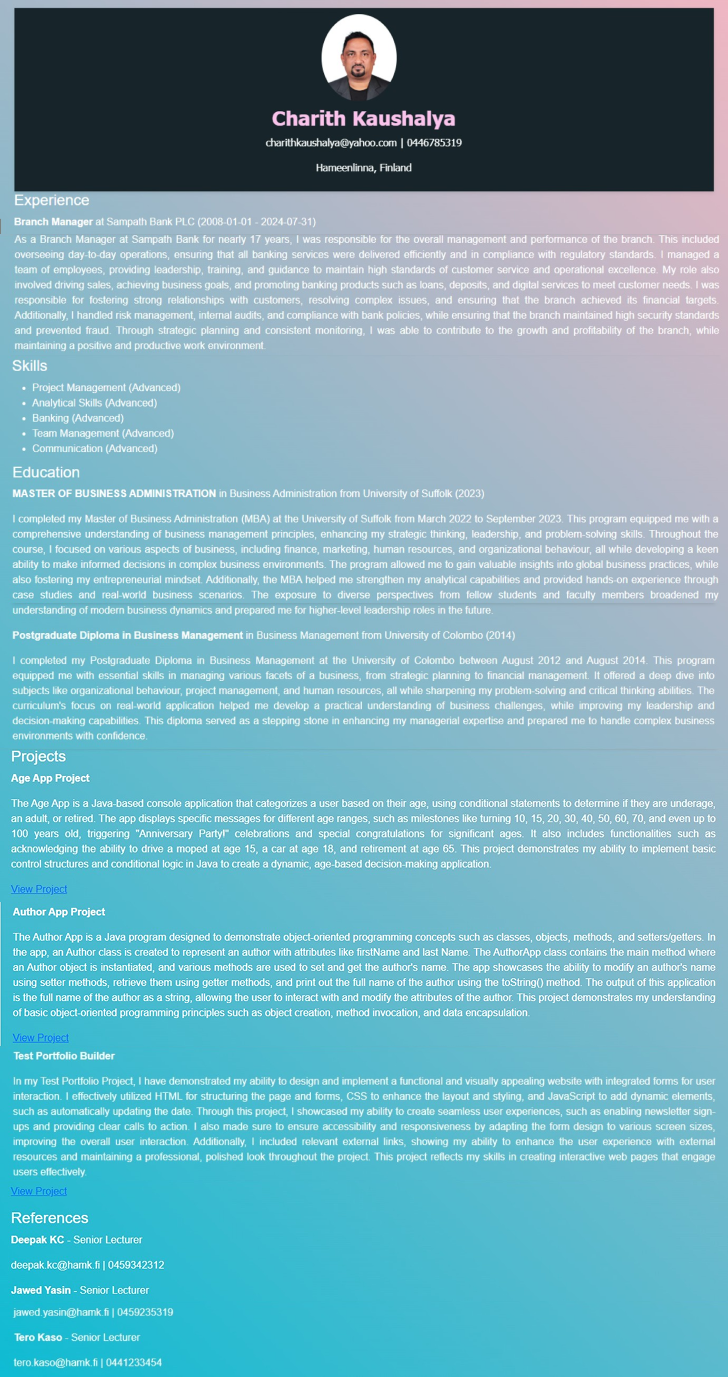 Charith Kaushalya
charithkaushalya@yahoo.com | 0446785319
Hameenlinna, Finland
Experience
Branch Manager at Sampath Bank PLC (2008-01-01 - 2024-07-31)
As a Branch Manager at Sampath Bank for nearly 17 years, I was responsible for the overall management and performance of the branch. This included
overseeing day-to-day operations, ensuring that all banking services were delivered efficiently and in compliance with regulatory standards. I managed a
team of employees, providing leadership, training, and guidance to maintain high standards of customer service and operational excellence. My role also
involved driving sales, achieving business goals, and promoting banking products such as loans, deposits, and digital services to meet customer needs. I was
responsible for fostering strong relationships with customers, resolving complex issues, and ensuring that the branch achieved its financial targets.
Additionally, I handled risk management, internal audits, and compliance with bank policies, while ensuring that the branch maintained high security standards
and prevented fraud. Through strategic planning and consistent monitoring, I was able to contribute to the growth and profitability of the branch, while
maintaining a positive and productive work environment.
Skills
• Project Management (Advanced)
• Analytical Skills (Advanced)
• Banking (Advanced)
• Team Management (Advanced)
• Communication (Advanced)
Education
MASTER OF BUSINESS ADMINISTRATION in Business Administration from University of Suffolk (2023)
I completed my Master of Business Administration (MBA) at the University of Suffolk from March 2022 to September 2023. This program equipped me with a
comprehensive understanding of business management principles, enhancing my strategic thinking, leadership, and problem-solving skills. Throughout the
course, I focused on various aspects of business, including finance, marketing, human resources, and organizational behaviour, all while developing a keen
ability to make informed decisions in complex business environments. The program allowed me to gain valuable insights into global business practices, while
also fostering my entrepreneurial mindset. Additionally, the MBA helped me strengthen my analytical capabilities and provided hands-on experience through
case studies and real-world business scenarios. The exposure to diverse perspectives from fellow students and faculty members broadened my
understanding of modern business dynamics and prepared me for higher-level leadership roles in the future.
Postgraduate Diploma in Business Management in Business Management from University of Colombo (2014)
I completed my Postgraduate Diploma in Business Management at the University of Colombo between August 2012 and August 2014. This program
equipped me with essential skills in managing various facets of a business, from strategic planning to financial management. It offered a deep dive into
subjects like organizational behaviour, project management, and human resources, all while sharpening my problem-solving and critical thinking abilities. The
curriculum's focus on real-world application helped me develop a practical understanding of business challenges, while improving my leadership and
decision-making capabilities. This diploma served as a stepping stone in enhancing my managerial expertise and prepared me to handle complex business
environments with confidence.
Projects
Age App Project
The Age App is a Java-based console application that categorizes a user based on their age, using conditional statements to determine if they are underage,
an adult, or retired. The app displays specific messages for different age ranges, such as milestones like turning 10, 15, 20, 30, 40, 50, 60, 70, and even up to
100 years old, triggering "Anniversary Party!" celebrations and special congratulations for significant ages. It also includes functionalities such as
acknowledging the ability to drive a moped at age 15, a car at age 18, and retirement at age 65. This project demonstrates my ability to implement basic
control structures and conditional logic in Java to create a dynamic, age-based decision-making application.
View Project
Author App Project
The Author App is a Java program designed to demonstrate object-oriented programming concepts such as classes, objects, methods, and setters/getters. In
the app, an Author class is created to represent an author with attributes like firstName and last Name. The AuthorApp class contains the main method where
an Author object is instantiated, and various methods are used to set and get the author's name. The app showcases the ability to modify an author's name
using setter methods, retrieve them using getter methods, and print out the full name of the author using the toString() method. The output of this application
is the full name of the author as a string, allowing the user to interact with and modify the attributes of the author. This project demonstrates my understanding
of basic object-oriented programming principles such as object creation, method invocation, and data encapsulation.
View Project
Test Portfolio Builder
In my Test Portfolio Project, I have demonstrated my ability to design and implement a functional and visually appealing website with integrated forms for user
interaction. I effectively utilized HTML for structuring the page and forms, CSS to enhance the layout and styling, and JavaScript to add dynamic elements,
such as automatically updating the date. Through this project, I showcased my ability to create seamless user experiences, such as enabling newsletter sign-
ups and providing clear calls to action. I also made sure to ensure accessibility and responsiveness by adapting the form design to various screen sizes,
improving the overall user interaction. Additionally, I included relevant external links, showing my ability to enhance the user experience with external
resources and maintaining a professional, polished look throughout the project. This project reflects my skills in creating interactive web pages that engage
users effectively.
View Project
References
Deepak KC - Senior Lecturer
deepak.kc@hamk.fi | 0459342312
Jawed Yasin - Senior Lecturer
jawed.yasin@hamk.fi | 0459235319
Tero Kaso - Senior Lecturer
tero.kaso@hamk.fi | 0441233454